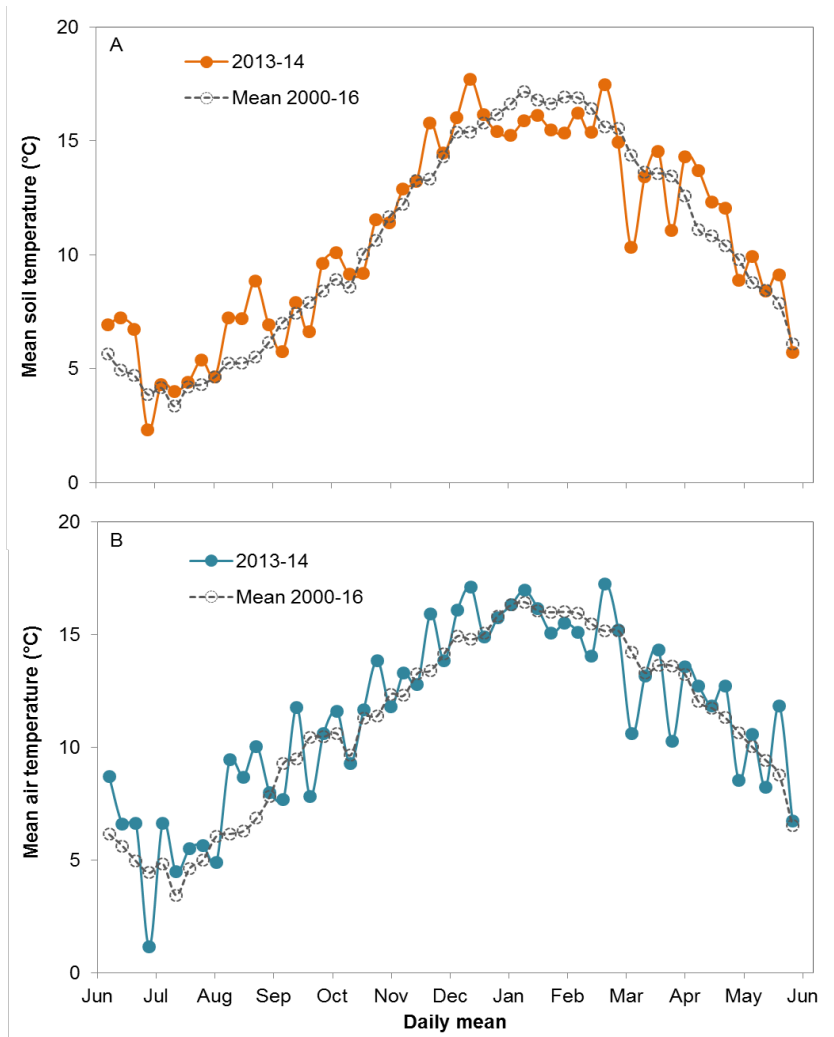 A
2013-14
Mean 2000-16
Mean soil temperature (°C)
20
15
10
5
0
B
2013-14
Mean 2000-16
Mean air temperature (°C)
20
15
10
5
0
Jun Jul Aug Sep Oct Nov Dec Jan Feb Mar Apr May Jun
Daily mean